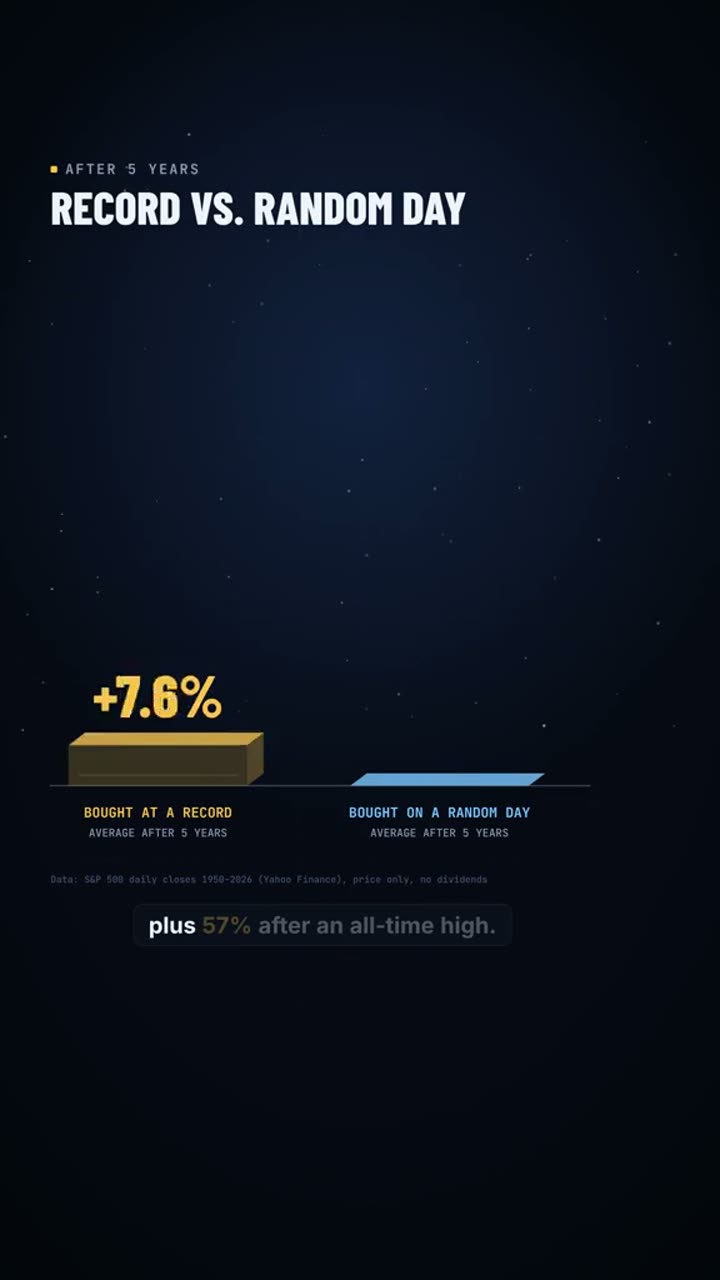 AFTER 5 YEARS
RECORD VS. RANDOM DAY
+7.6%
BOUGHT AT A RECORD
AVERAGE AFTER 5 YEARS
BOUGHT ON A RANDOM DAY
AVERAGE AFTER 5 YEARS
Data: S&P 500 daily closes 1950–2026 (Yahoo Finance), price only, no dividends
plus 57% after an all-time high.